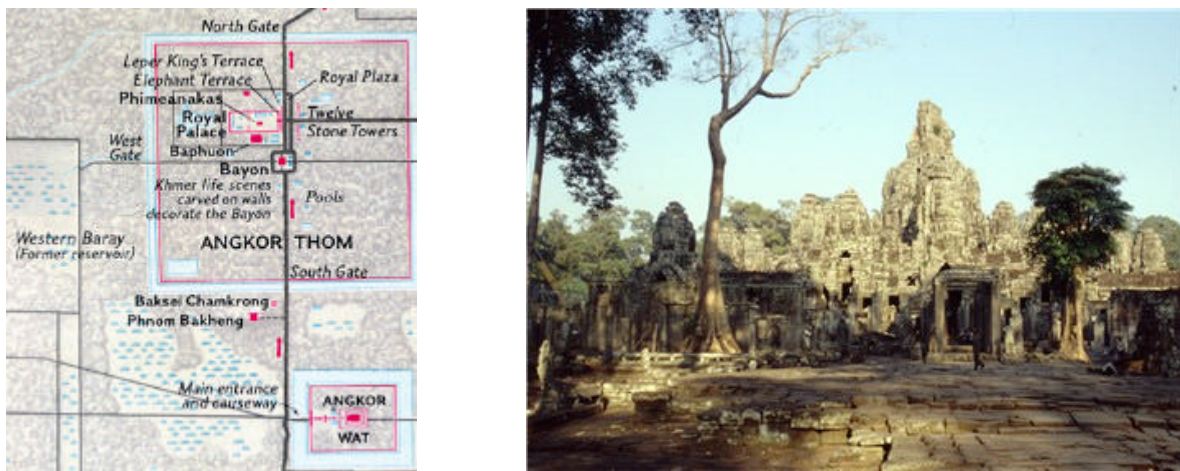 North Gate
Leper King's Terrace
Elephant Terrace
Royal Plaza
Phimeanakas
Royal
Palace
Twelve
Stone Towers
West
Gate
Baphuon
Bayon
Khmer life scenes
carved on walls
decorate the Bayon
Pools
Western Baray
(Former reservoir)
ANGKOR THOM
South Gate
Baksei Chamkrong
Phnom Bakheng
Main entrance
and causeway
ANGKOR
WAT